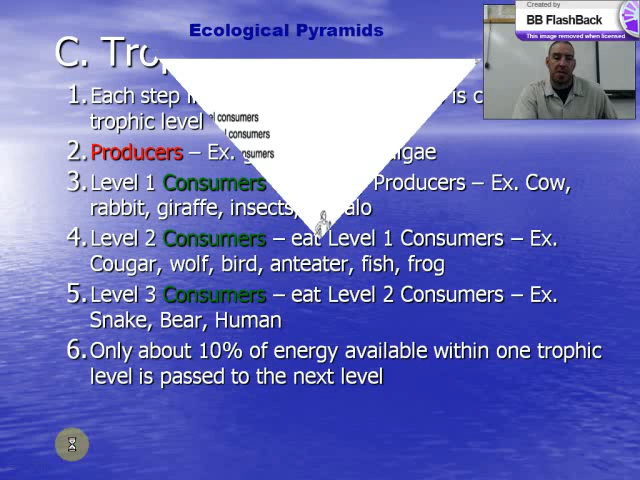 Ecological Pyramids
Created by
BB FlashBack
This image removed when licensed
C.
1. Each step is
trophic level
el consumers
l consumers
nsumers
2. Producers – Ex.
3. Level 1 Consumers Producers – Ex. Cow,
rabbit, giraffe, insects,
4. Level 2 Consumers – eat Level 1 Consumers – Ex.
Cougar, wolf, bird, anteater, fish, frog
5. Level 3 Consumers – eat Level 2 Consumers – Ex.
Snake, Bear, Human
6. Only about 10% of energy available within one trophic
level is passed to the next level